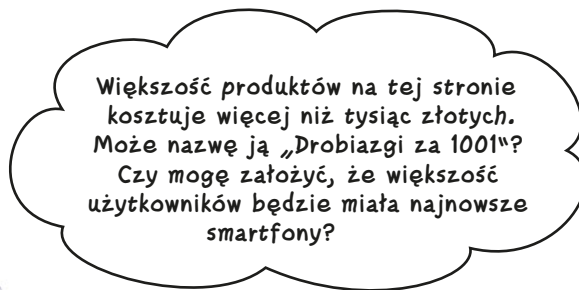 Większość produktów na tej stronie
kosztuje więcej niż tysiąc złotych.
Może nazwę ją „Drobiazgi za 1001”?
Czy mogę założyć, że większość
użytkowników będzie miała najnowsze
smartfony?